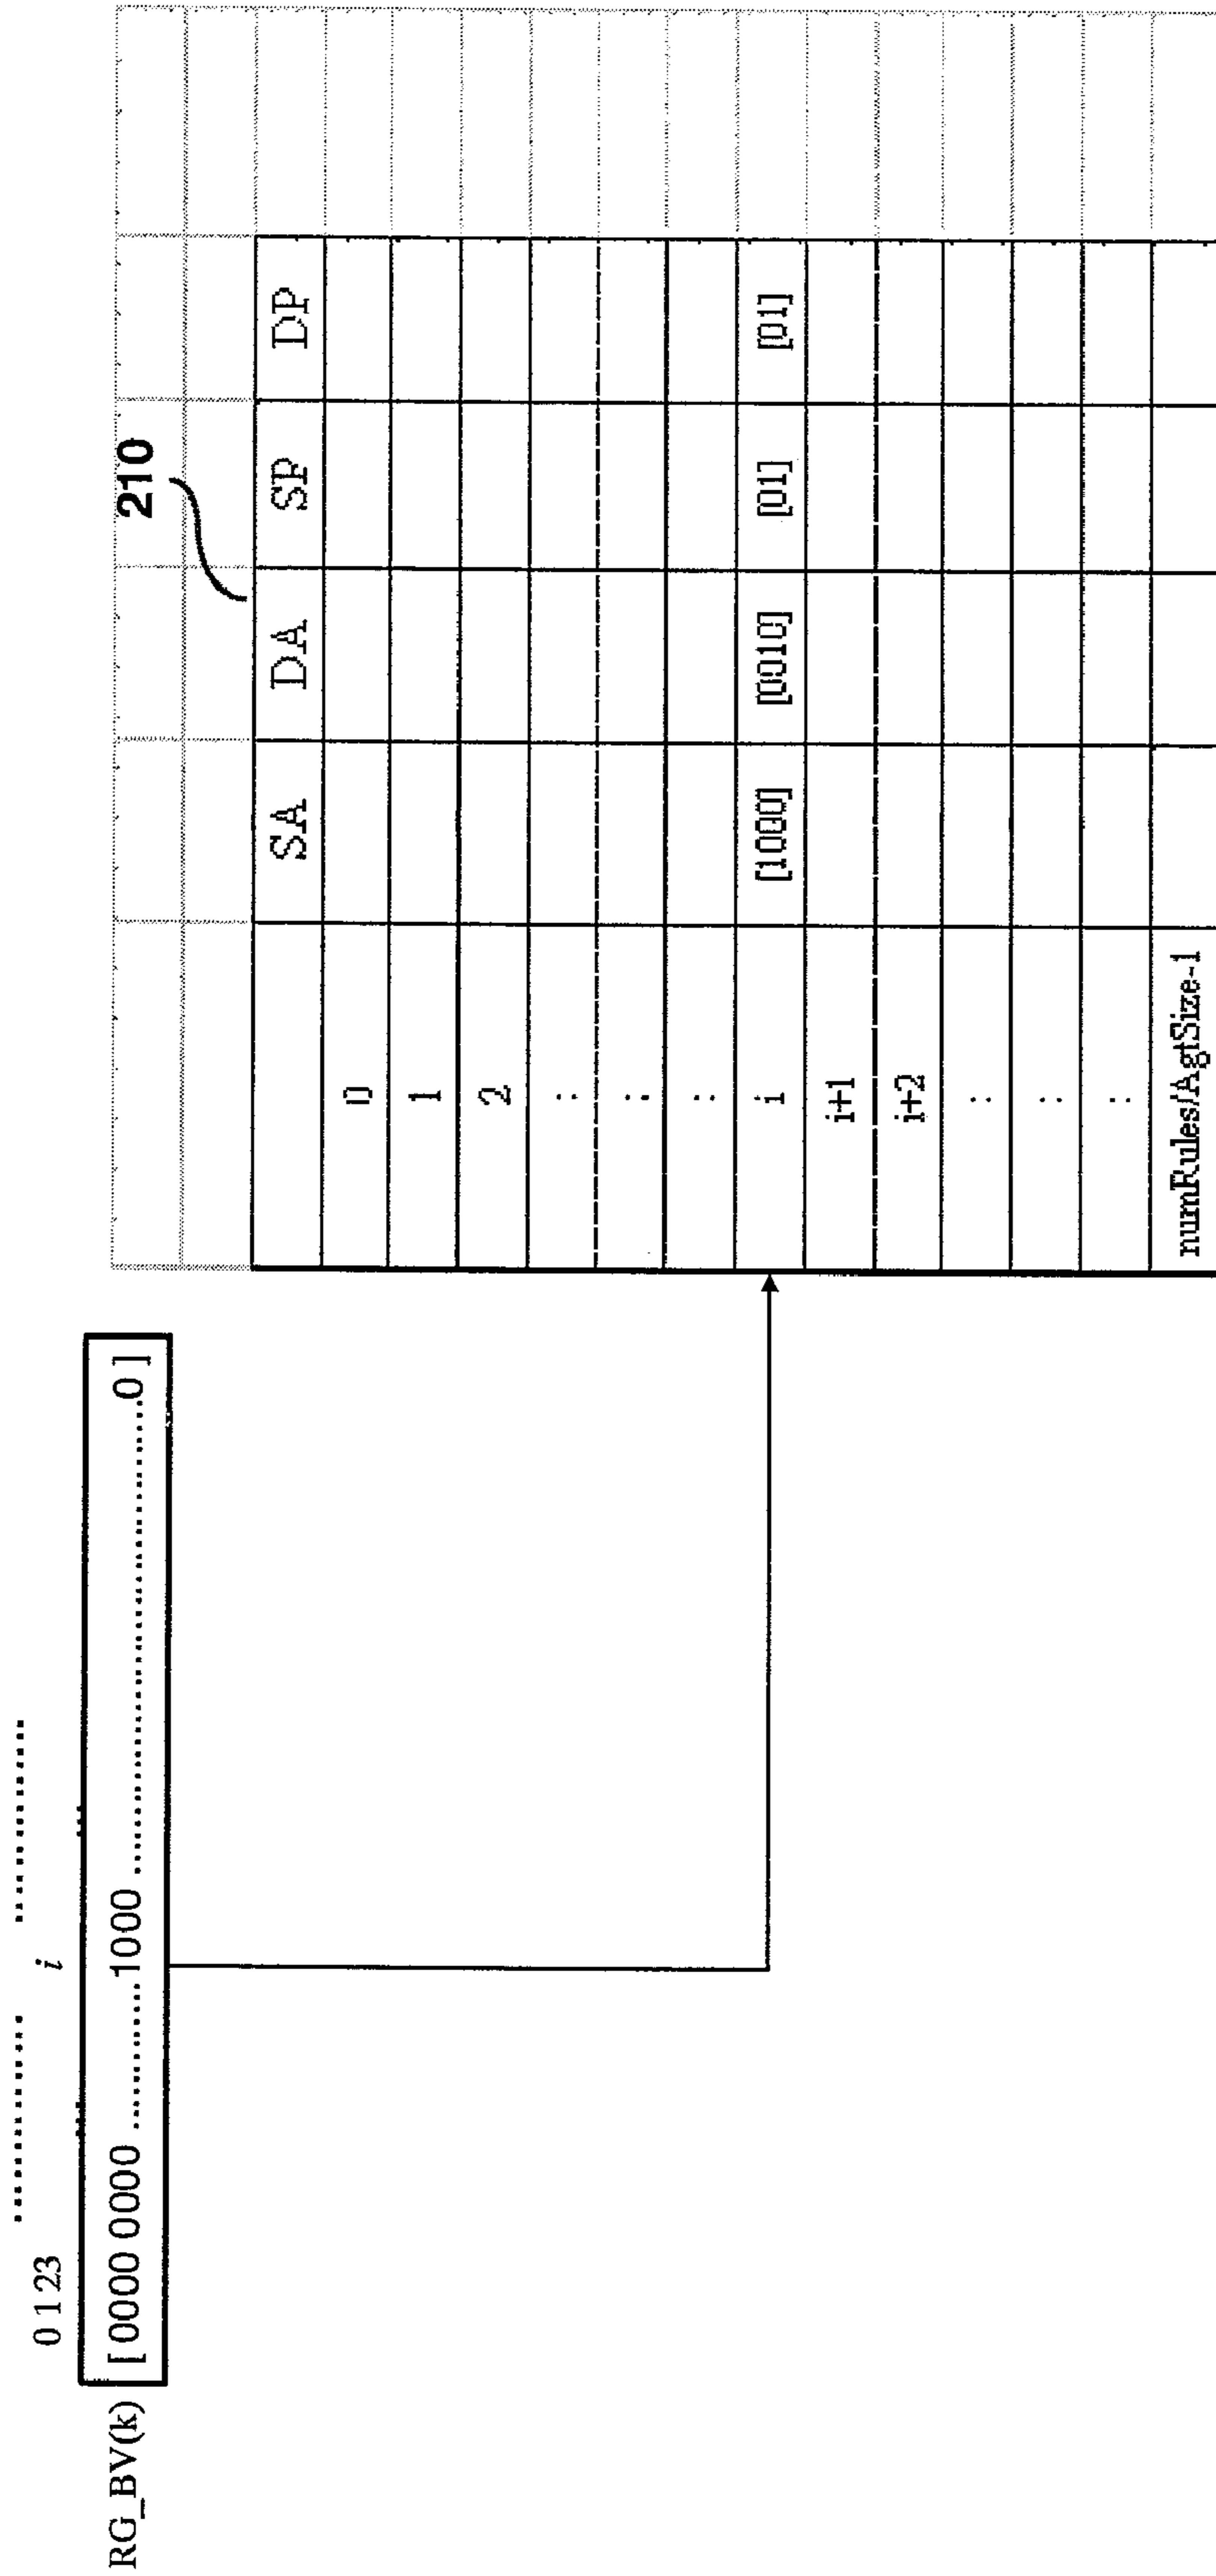 0 1 2 3 .............. i ..............
RG_BV(k) [ 0000 0000 ...........1000 ........................................0 ]
210
SA DA SP DP
0
1
2
:
:
:
i [1000] [0010] [01] [01]
i+1
i+2
:
:
:
numRules/AgtSize-1